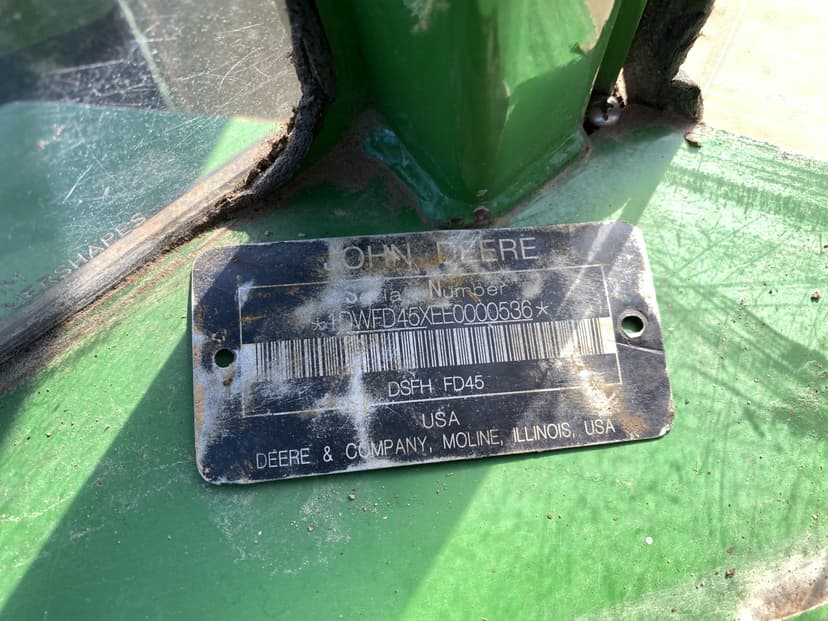 JOHN DEERE
Serial Number
*1DWFD45XEE0000536*
DSFH FD45
USA
DEERE & COMPANY, MOLINE, ILLINOIS, USA